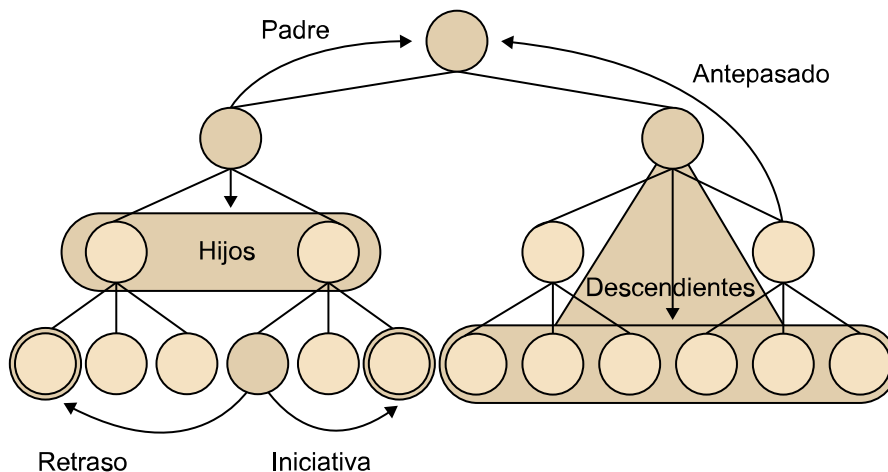 Padre
Antepasado
Hijos
Descendientes
Retraso
Iniciativa